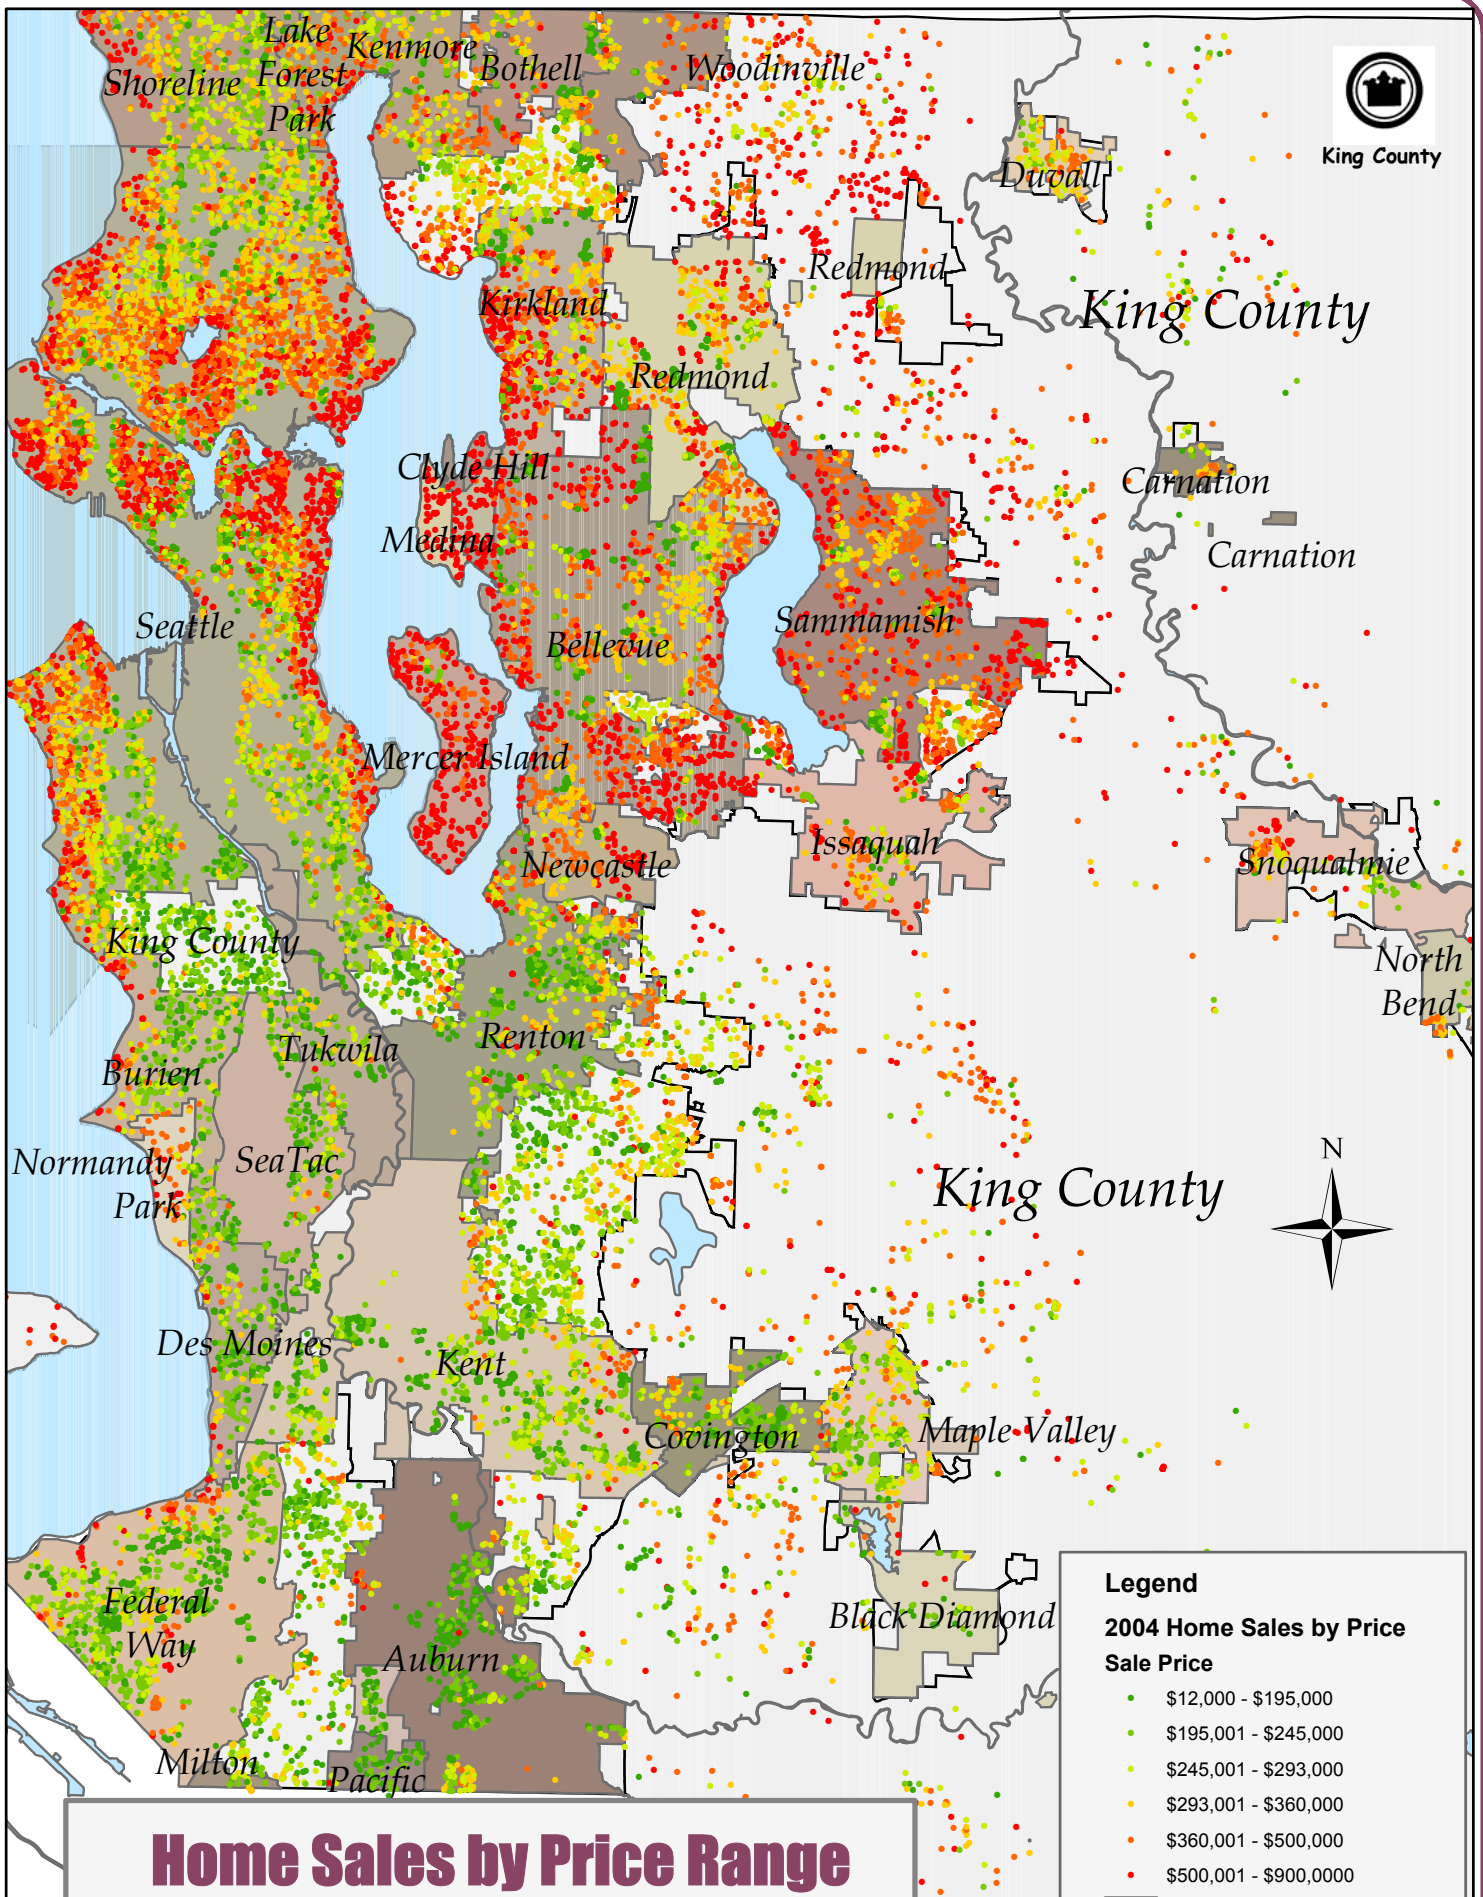 Lake
Forest
Park
Kenmore
Bothell
Woodinville
Shoreline
King County
Duvall
Redmond
King County
Kirkland
Redmond
Clyde Hill
Carnation
Medina
Carnation
Seattle
Sammamish
Bellevue
Mercer Island
Issaquah
Newcastle
Snoqualmie
King County
North
Bend
Renton
Tukwila
Burien
Normandy
Park
SeaTac
N
King County
Des Moines
Kent
Covington
Maple Valley
Federal
Way
Black Diamond
Auburn
Milton
Pacific
Home Sales by Price Range
Legend
2004 Home Sales by Price
Sale Price
$12,000 - $195,000
$195,001 - $245,000
$245,001 - $293,000
$293,001 - $360,000
$360,001 - $500,000
$500,001 - $900,0000